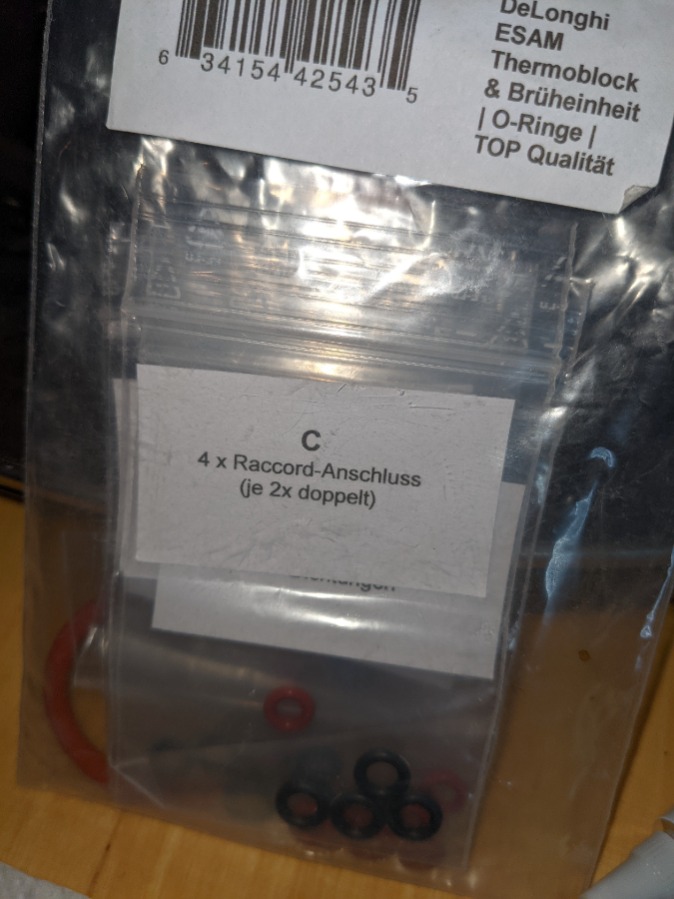 DeLonghi
ESAM
Thermoblock
& Brüheinheit
| O-Ringe |
TOP Qualität
6 34154 42543 5
C
4 x Raccord-Anschluss
(je 2x doppelt)